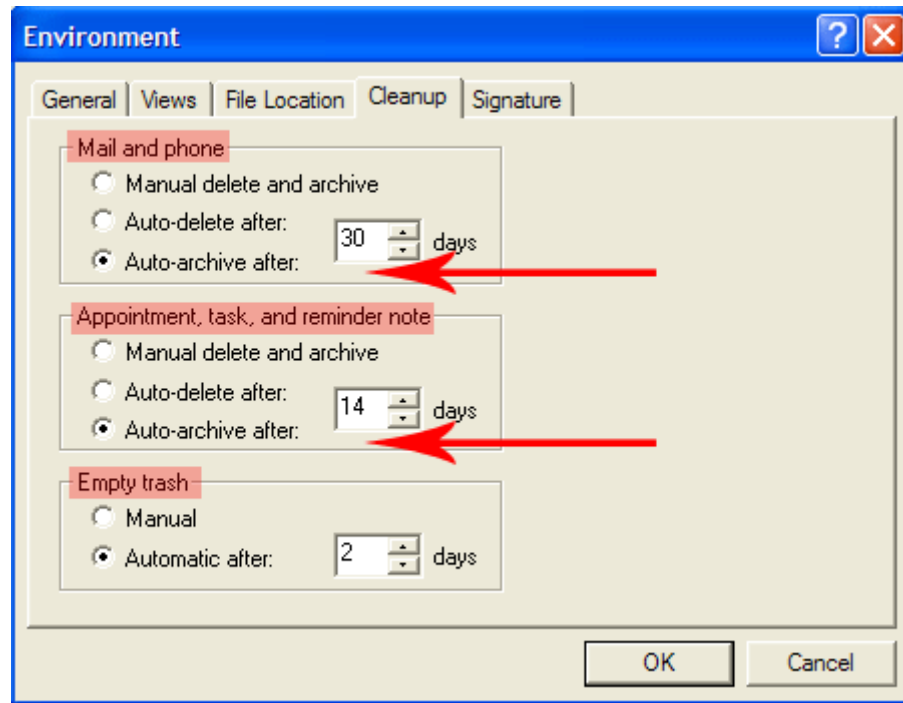 Environment
General Views File Location Cleanup Signature
Mail and phone
Manual delete and archive
Auto-delete after:
30 days
Auto-archive after:
Appointment, task, and reminder note
Manual delete and archive
Auto-delete after:
14 days
Auto-archive after:
Empty trash
Manual
Automatic after: 2 days
OK Cancel